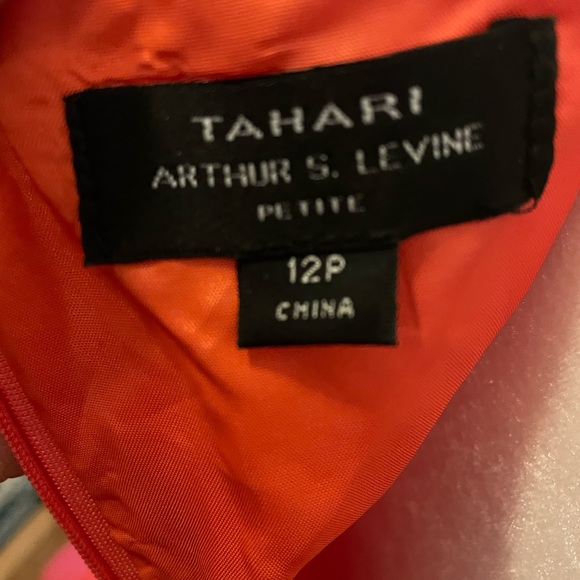 TAHARI
ARTHUR S. LEVINE
PETITE
12P
CHINA